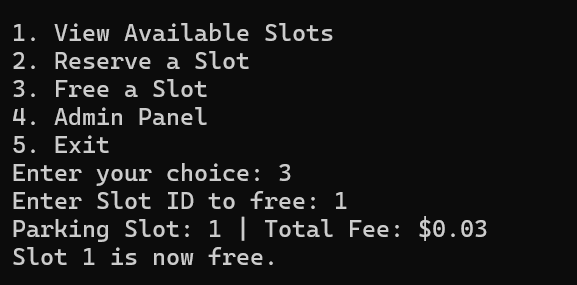 1. View Available Slots
2. Reserve a Slot
3. Free a Slot
4. Admin Panel
5. Exit
Enter your choice: 3
Enter Slot ID to free: 1
Parking Slot: 1 | Total Fee: $0.03
Slot 1 is now free.